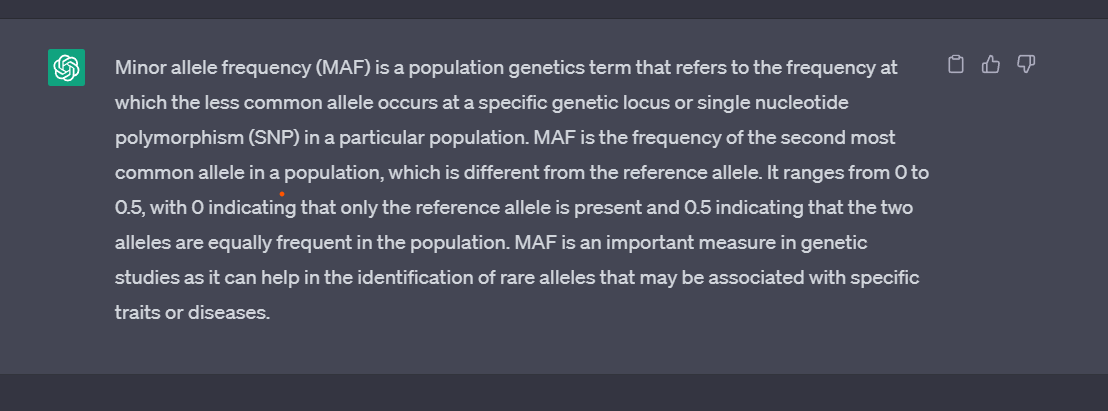 Minor allele frequency (MAF) is a population genetics term that refers to the frequency at
which the less common allele occurs at a specific genetic locus or single nucleotide
polymorphism (SNP) in a particular population. MAF is the frequency of the second most
common allele in a population, which is different from the reference allele. It ranges from 0 to
0.5, with 0 indicating that only the reference allele is present and 0.5 indicating that the two
alleles are equally frequent in the population. MAF is an important measure in genetic
studies as it can help in the identification of rare alleles that may be associated with specific
traits or diseases.